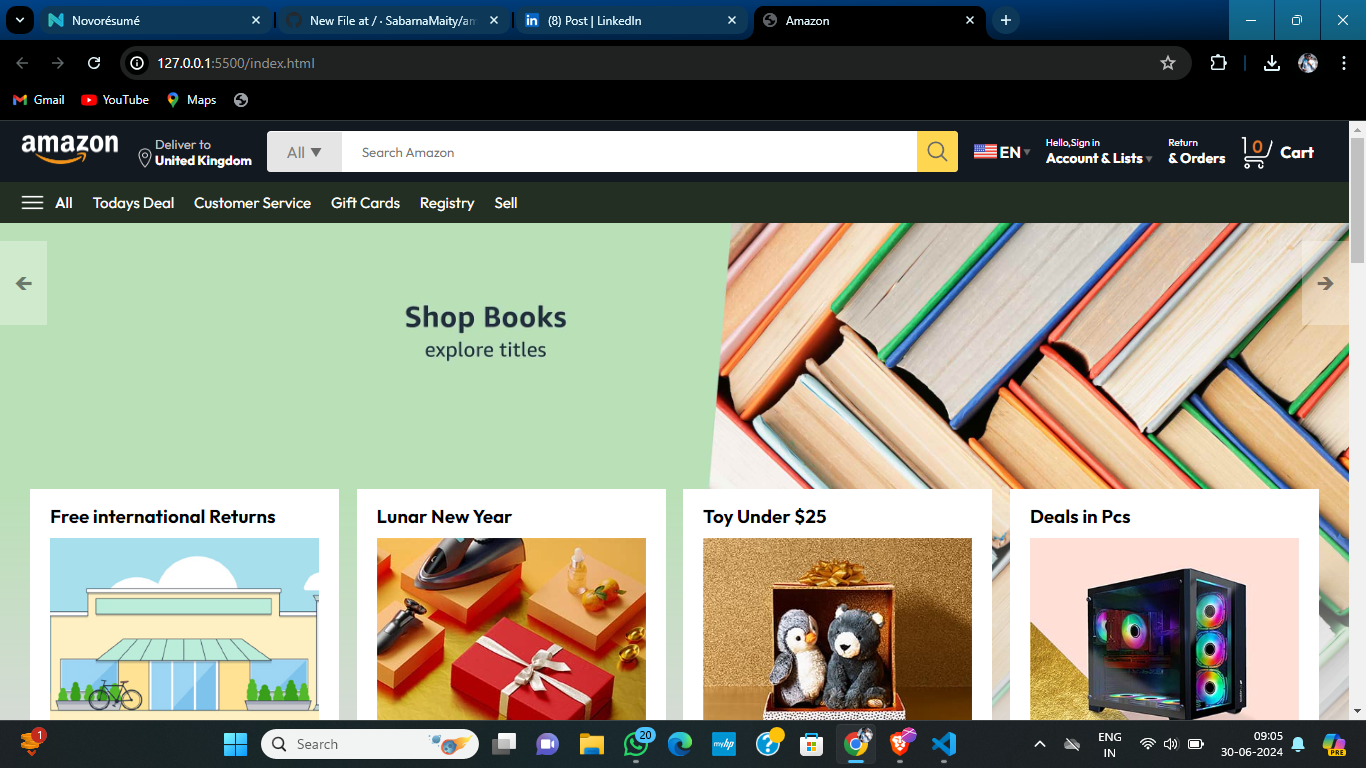 Novorésumé
New File at / · SabarnaMaity/am
(8) Post | LinkedIn
Amazon
127.0.0.1:5500/index.html
Gmail
YouTube
Maps
amazon
Deliver to
United Kingdom
All
Search Amazon
EN
Hello,Sign in
Account & Lists
Return
& Orders
0
Cart
All
Todays Deal
Customer Service
Gift Cards
Registry
Sell
Shop Books
explore titles
Free international Returns
Lunar New Year
Toy Under $25
Deals in Pcs
1
Search
20
myhp
ENG
IN
09:05
30-06-2024
PRE